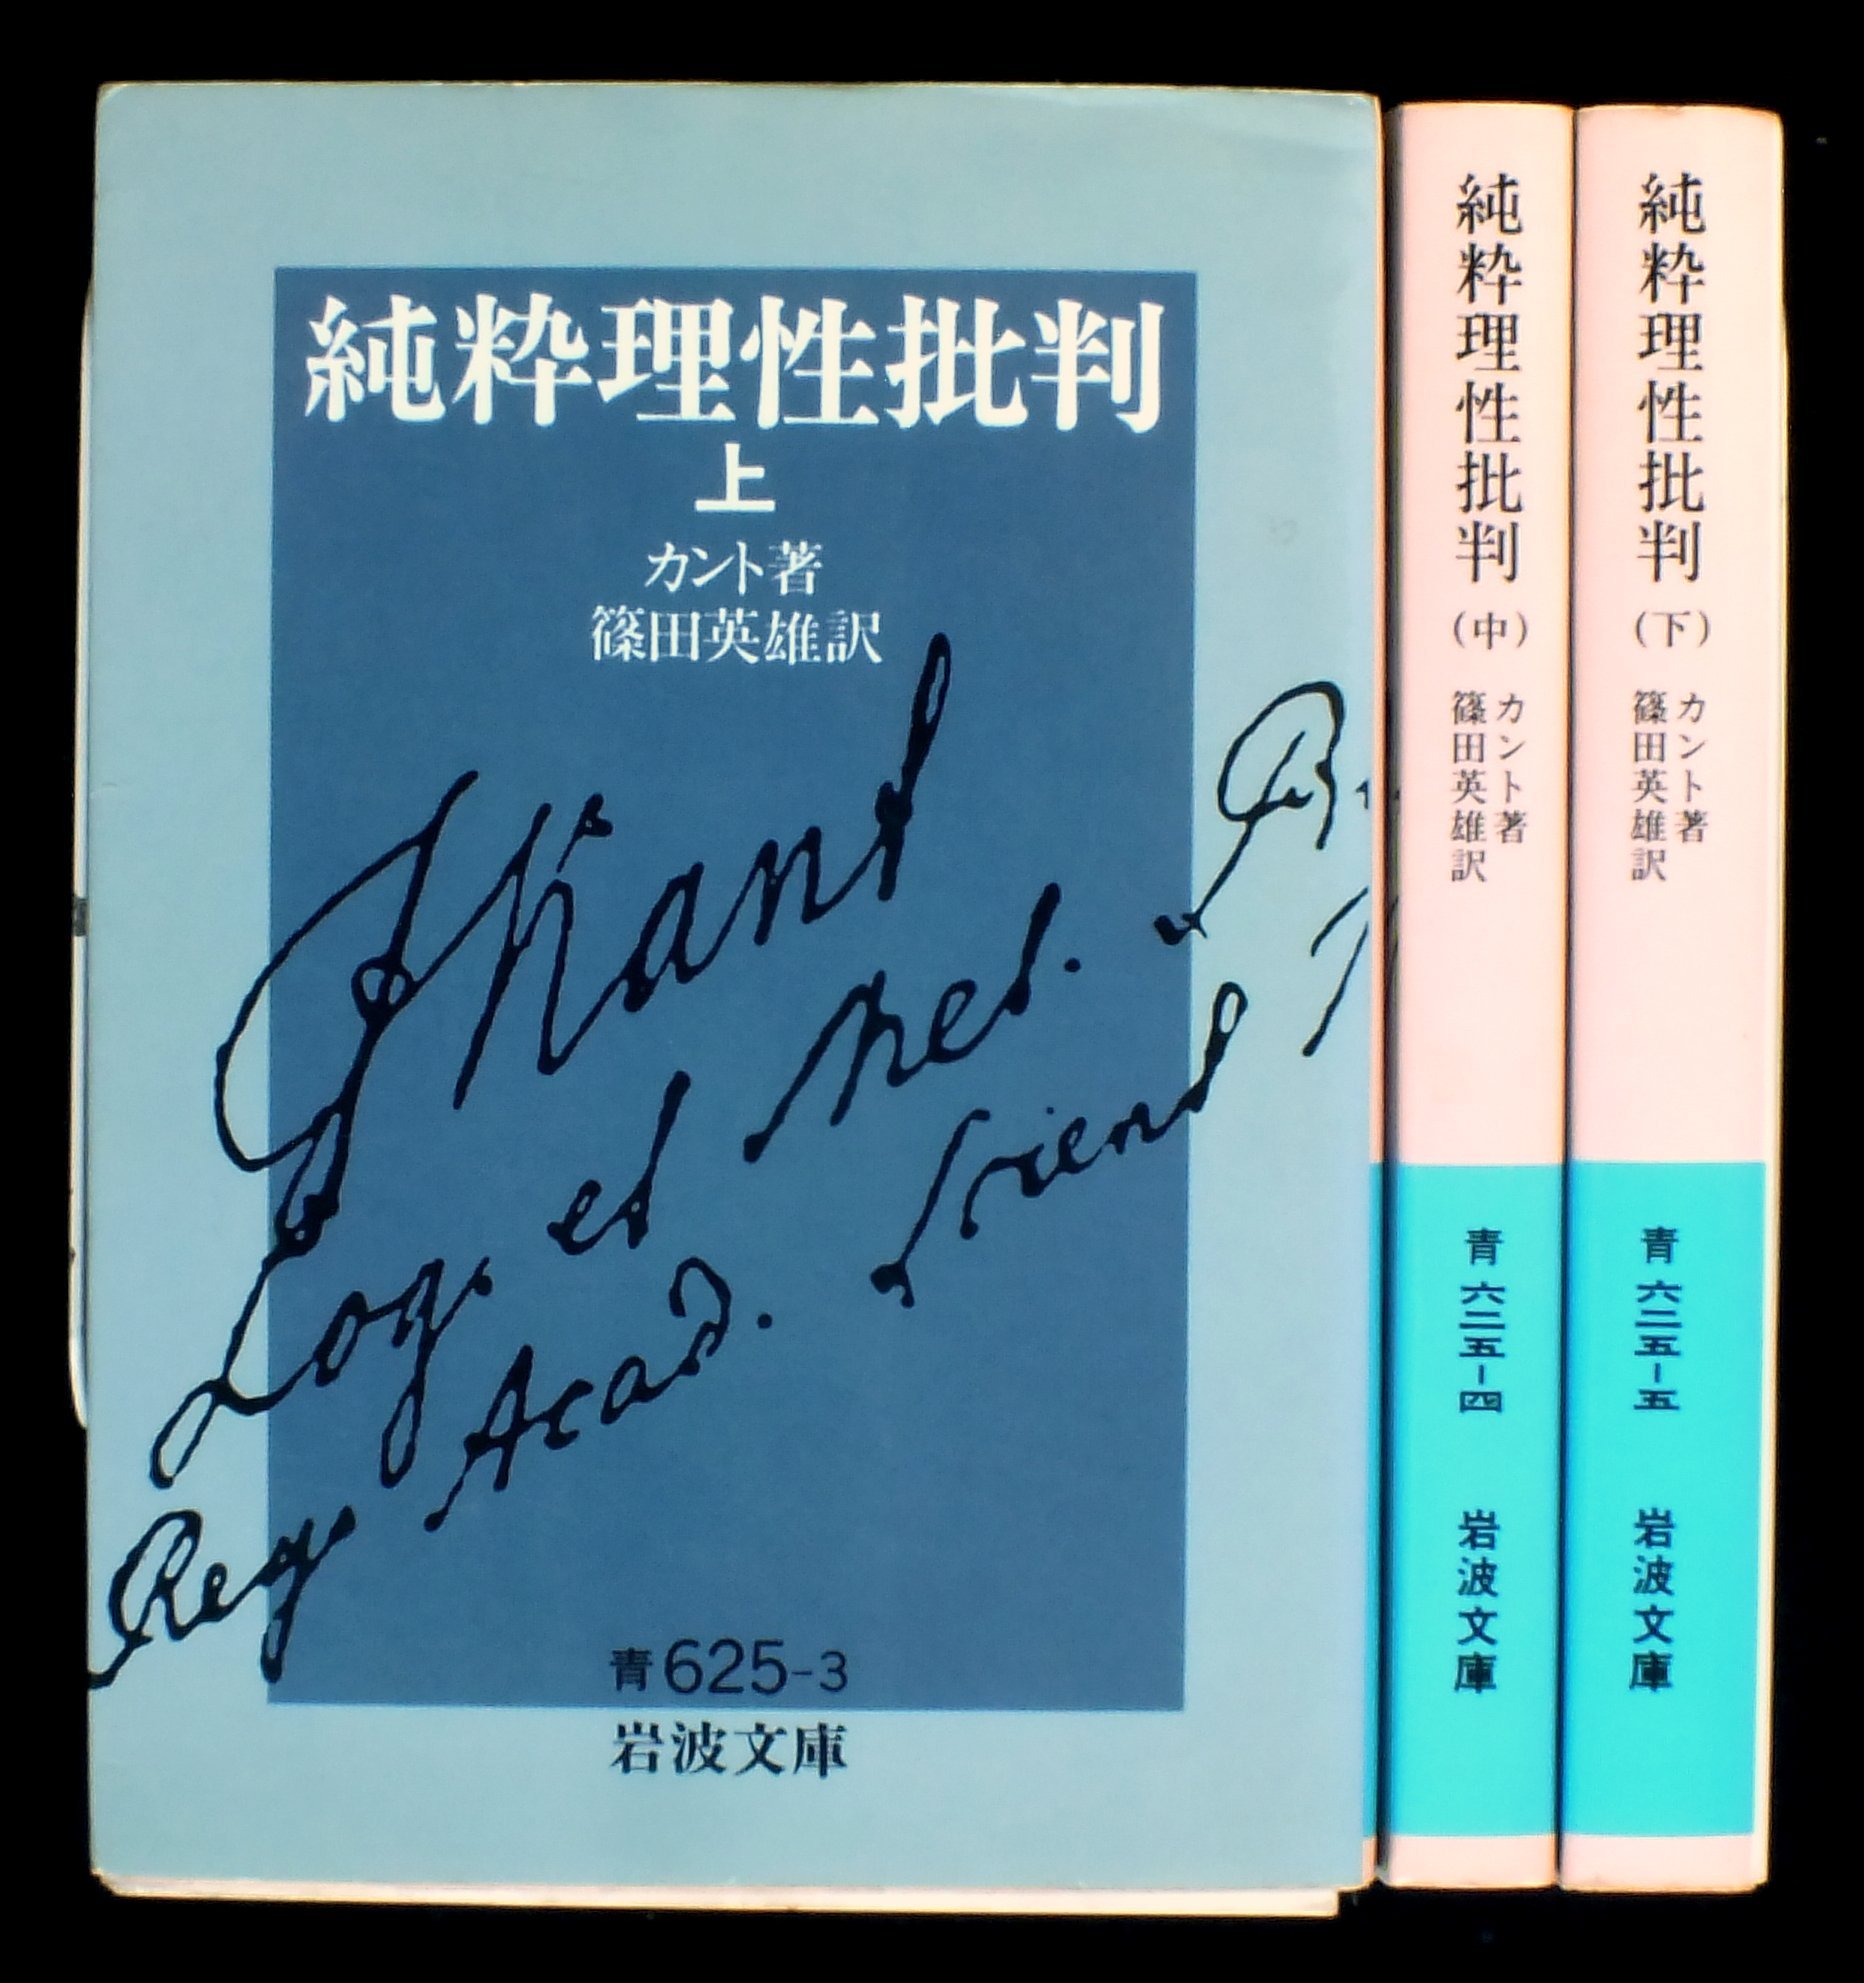 純粋理性批判
上
カント著
篠田英雄訳
I Kant
Log. et Met.
Reg. Acad. scient
青625-3
岩波文庫
純粋理性批判(中)
カント著
篠田英雄訳
青 六二五-四
岩波文庫
純粋理性批判(下)
カント著
篠田英雄訳
青 六二五-五
岩波文庫